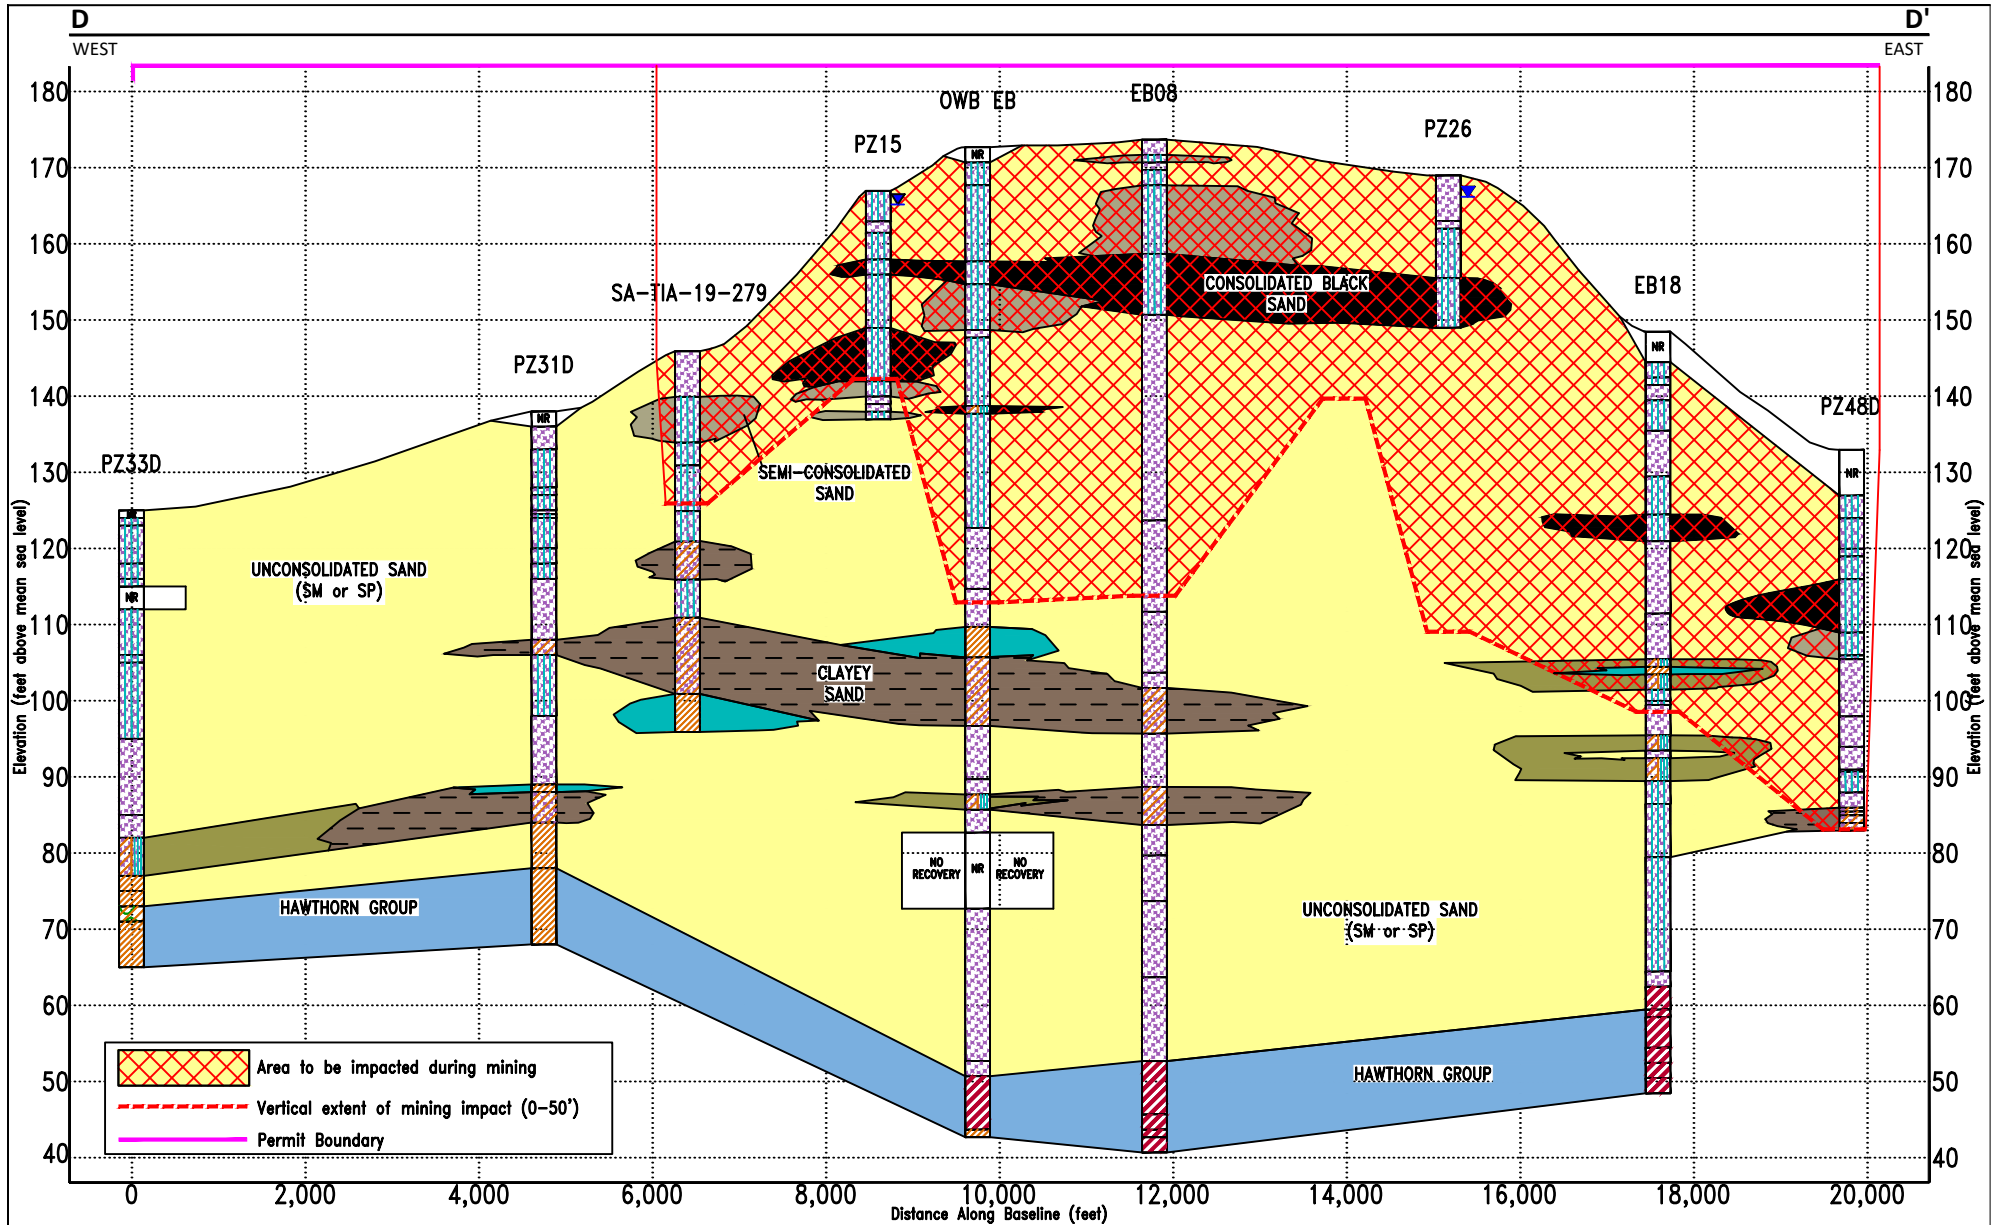 D
D'
WEST
EAST
180
170
160
150
140
130
120
110
100
90
80
70
60
50
40
180
170
160
150
140
130
120
110
100
90
80
70
60
50
40
Elevation (feet above mean sea level)
Elevation (feet above mean sea level)
OWB EB
EB08
PZ26
PZ15
SA-TIA-19-279
EB18
PZ31D
PZ48D
PZ33D
NR
NR
NR
NR
NR
NR
CONSOLIDATED BLACK
SAND
SEMI-CONSOLIDATED
SAND
UNCONSOLIDATED SAND
(SM or SP)
CLAYEY
SAND
NO
RECOVERY
NR
NO
RECOVERY
HAWTHORN GROUP
UNCONSOLIDATED SAND
(SM or SP)
HAWTHORN GROUP
Area to be impacted during mining
Vertical extent of mining impact (0-50')
Permit Boundary
0
2,000
4,000
6,000
8,000
10,000
12,000
14,000
16,000
18,000
20,000
Distance Along Baseline (feet)